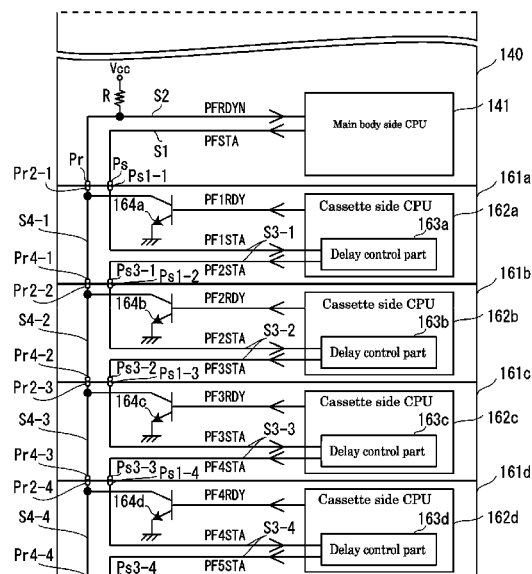 Vcc
140
R
S2
PFRDYN
141
Main body side CPU
PFSTA
S1
Pr
Ps
Pr2-1
Ps1-1
161a
164a
PF1RDY
Cassette side CPU
162a
163a
S4-1
S3-1
PF1STA
Delay control part
PF2STA
Pr4-1
Ps3-1
Ps1-2
161b
Pr2-2
164b
PF2RDY
Cassette side CPU
162b
163b
S4-2
S3-2
PF2STA
Delay control part
PF3STA
Pr4-2
Ps3-2
Ps1-3
161c
Pr2-3
164c
PF3RDY
Cassette side CPU
162c
163c
S4-3
S3-3
PF3STA
Delay control part
PF4STA
Pr4-3
Ps3-3
Ps1-4
161d
Pr2-4
164d
PF4RDY
Cassette side CPU
162d
163d
S4-4
S3-4
PF4STA
Delay control part
PF5STA
Pr4-4
Ps3-4